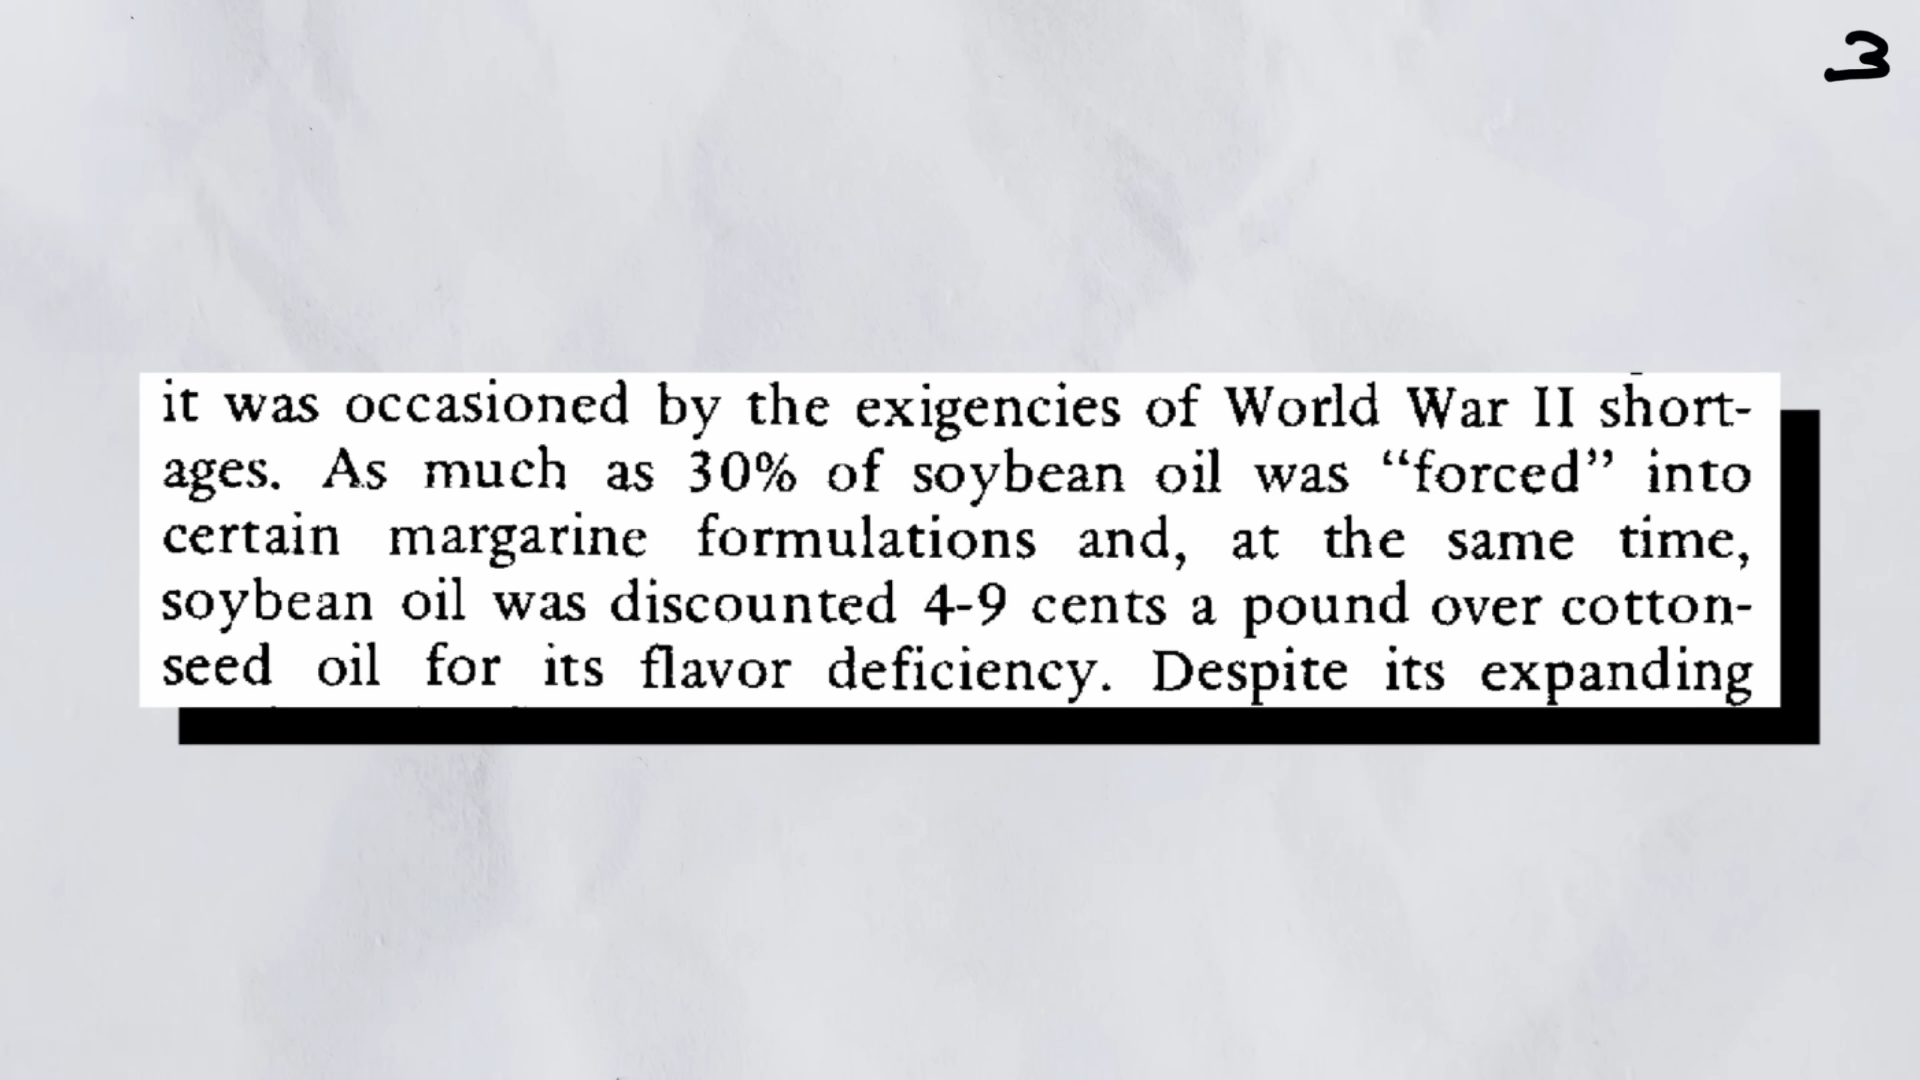 3
it was occasioned by the exigencies of World War II short-
ages. As much as 30% of soybean oil was “forced” into
certain margarine formulations and, at the same time,
soybean oil was discounted 4-9 cents a pound over cotton-
seed oil for its flavor deficiency. Despite its expanding